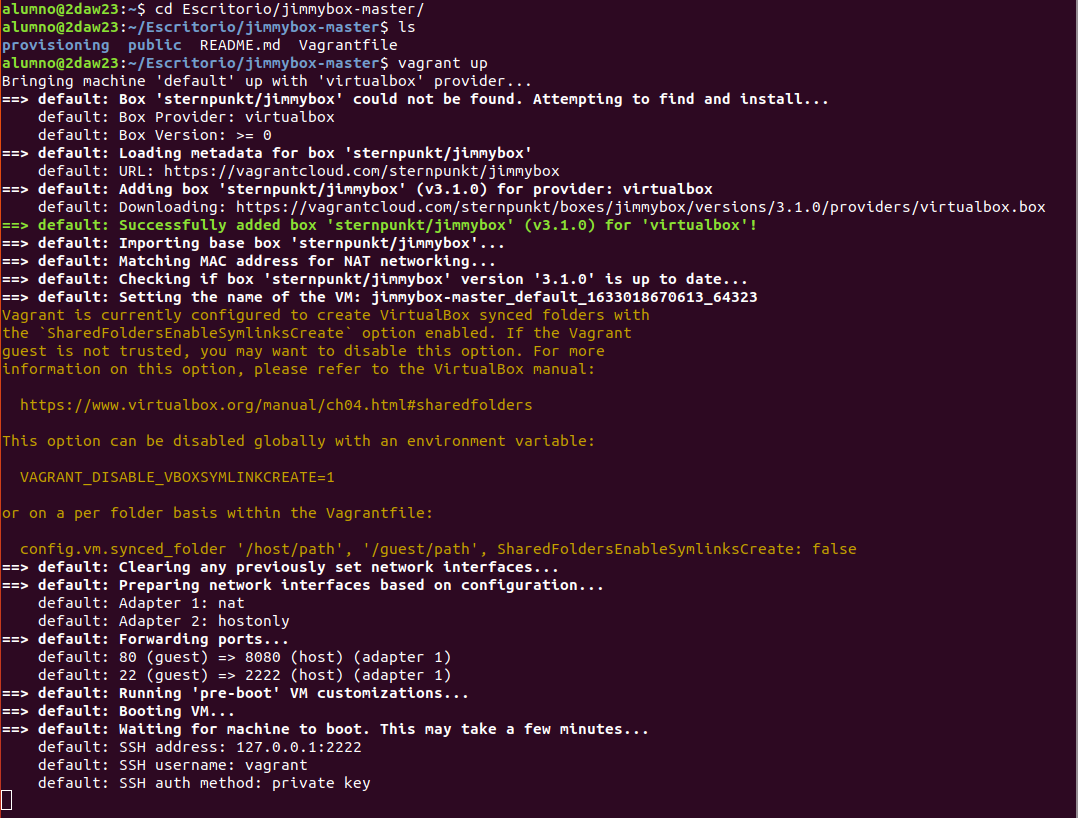 alumno@2daw23:~$ cd Escritorio/jimmybox-master/
alumno@2daw23:~/Escritorio/jimmybox-master$ ls
provisioning  public  README.md  Vagrantfile
alumno@2daw23:~/Escritorio/jimmybox-master$ vagrant up
Bringing machine 'default' up with 'virtualbox' provider...
==> default: Box 'sternpunkt/jimmybox' could not be found. Attempting to find and install...
    default: Box Provider: virtualbox
    default: Box Version: >= 0
==> default: Loading metadata for box 'sternpunkt/jimmybox'
    default: URL: https://vagrantcloud.com/sternpunkt/jimmybox
==> default: Adding box 'sternpunkt/jimmybox' (v3.1.0) for provider: virtualbox
    default: Downloading: https://vagrantcloud.com/sternpunkt/boxes/jimmybox/versions/3.1.0/providers/virtualbox.box
==> default: Successfully added box 'sternpunkt/jimmybox' (v3.1.0) for 'virtualbox'!
==> default: Importing base box 'sternpunkt/jimmybox'...
==> default: Matching MAC address for NAT networking...
==> default: Checking if box 'sternpunkt/jimmybox' version '3.1.0' is up to date...
==> default: Setting the name of the VM: jimmybox-master_default_1633018670613_64323
Vagrant is currently configured to create VirtualBox synced folders with
the `SharedFoldersEnableSymlinksCreate` option enabled. If the Vagrant
guest is not trusted, you may want to disable this option. For more
information on this option, please refer to the VirtualBox manual:

  https://www.virtualbox.org/manual/ch04.html#sharedfolders

This option can be disabled globally with an environment variable:

  VAGRANT_DISABLE_VBOXSYMLINKCREATE=1

or on a per folder basis within the Vagrantfile:

  config.vm.synced_folder '/host/path', '/guest/path', SharedFoldersEnableSymlinksCreate: false
==> default: Clearing any previously set network interfaces...
==> default: Preparing network interfaces based on configuration...
    default: Adapter 1: nat
    default: Adapter 2: hostonly
==> default: Forwarding ports...
    default: 80 (guest) => 8080 (host) (adapter 1)
    default: 22 (guest) => 2222 (host) (adapter 1)
==> default: Running 'pre-boot' VM customizations...
==> default: Booting VM...
==> default: Waiting for machine to boot. This may take a few minutes...
    default: SSH address: 127.0.0.1:2222
    default: SSH username: vagrant
    default: SSH auth method: private key